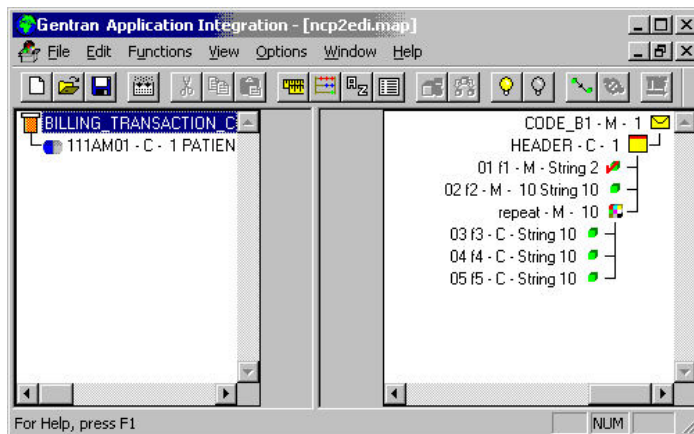 Gentran Application Integration - [ncp2edi.map]
File Edit Functions View Options Window Help
BILLING_TRANSACTION_C
111AM01 - C - 1 PATIEN
CODE_B1 - M - 1
HEADER - C - 1
01 f1 - M - String 2
02 f2 - M - 10 String 10
repeat - M - 10
03 f3 - C - String 10
04 f4 - C - String 10
05 f5 - C - String 10
For Help, press F1
NUM